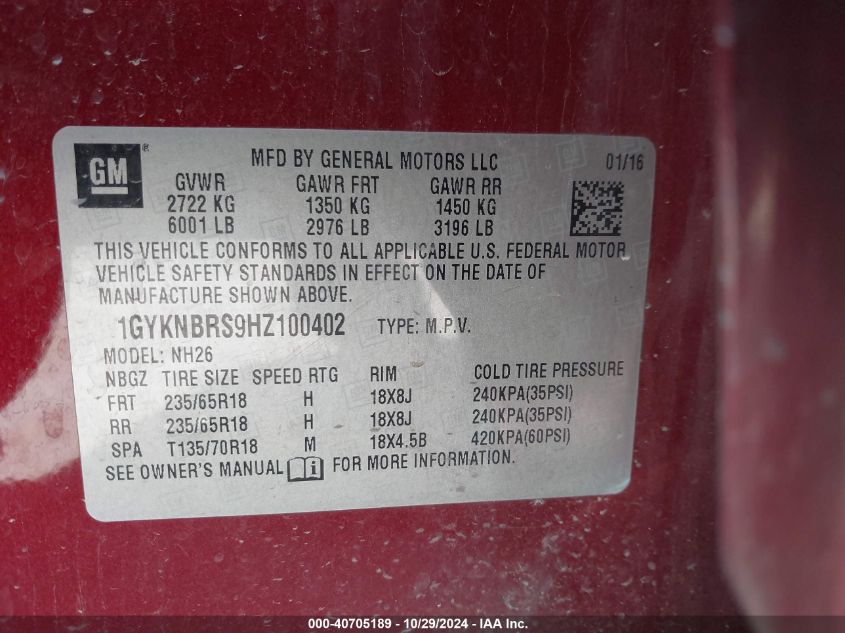 GM ®
MFD BY GENERAL MOTORS LLC 01/16
GVWR GAWR FRT GAWR RR
2722 KG 1350 KG 1450 KG
6001 LB 2976 LB 3196 LB
THIS VEHICLE CONFORMS TO ALL APPLICABLE U.S. FEDERAL MOTOR
VEHICLE SAFETY STANDARDS IN EFFECT ON THE DATE OF
MANUFACTURE SHOWN ABOVE.
1GYKNBRS9HZ100402 TYPE: M.P.V.
MODEL: NH26
NBGZ TIRE SIZE SPEED RTG RIM COLD TIRE PRESSURE
FRT 235/65R18 H 18X8J 240KPA(35PSI)
RR 235/65R18 H 18X8J 240KPA(35PSI)
SPA T135/70R18 M 18X4.5B 420KPA(60PSI)
SEE OWNER'S MANUAL i FOR MORE INFORMATION.
000-40705189 - 10/29/2024 - IAA Inc.